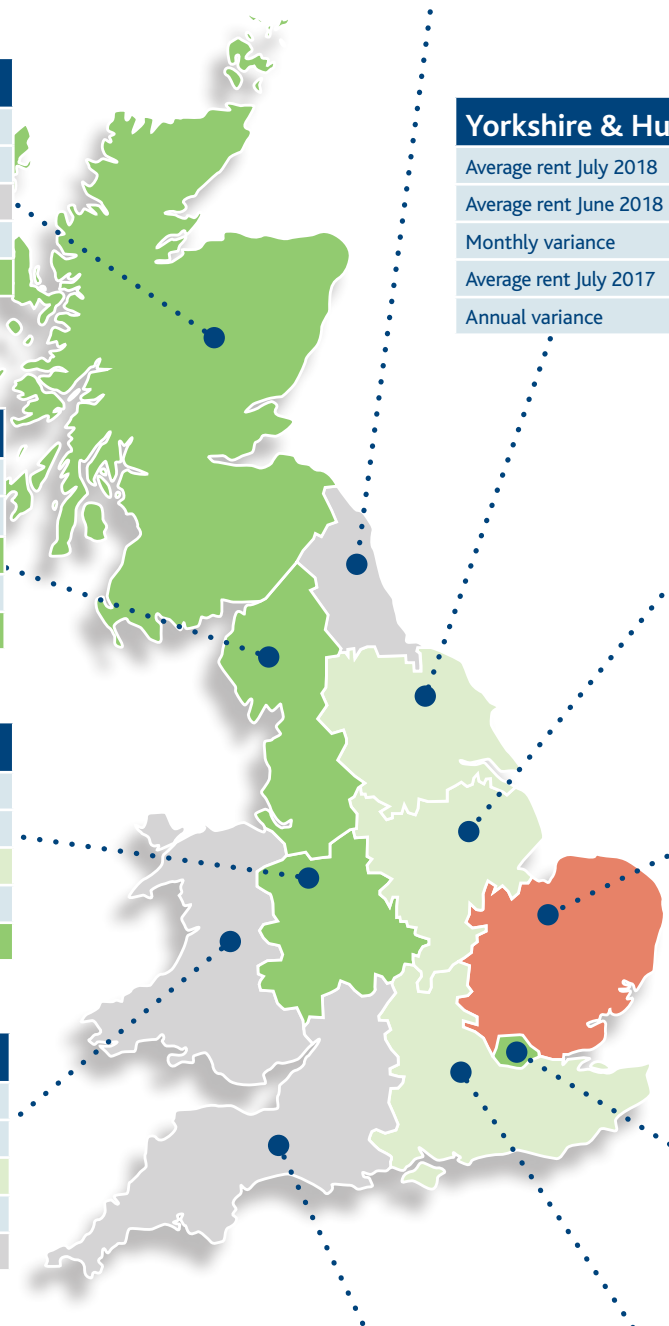 Yorkshire & Hu
Average rent July 2018
Average rent June 2018
Monthly variance
Average rent July 2017
Annual variance